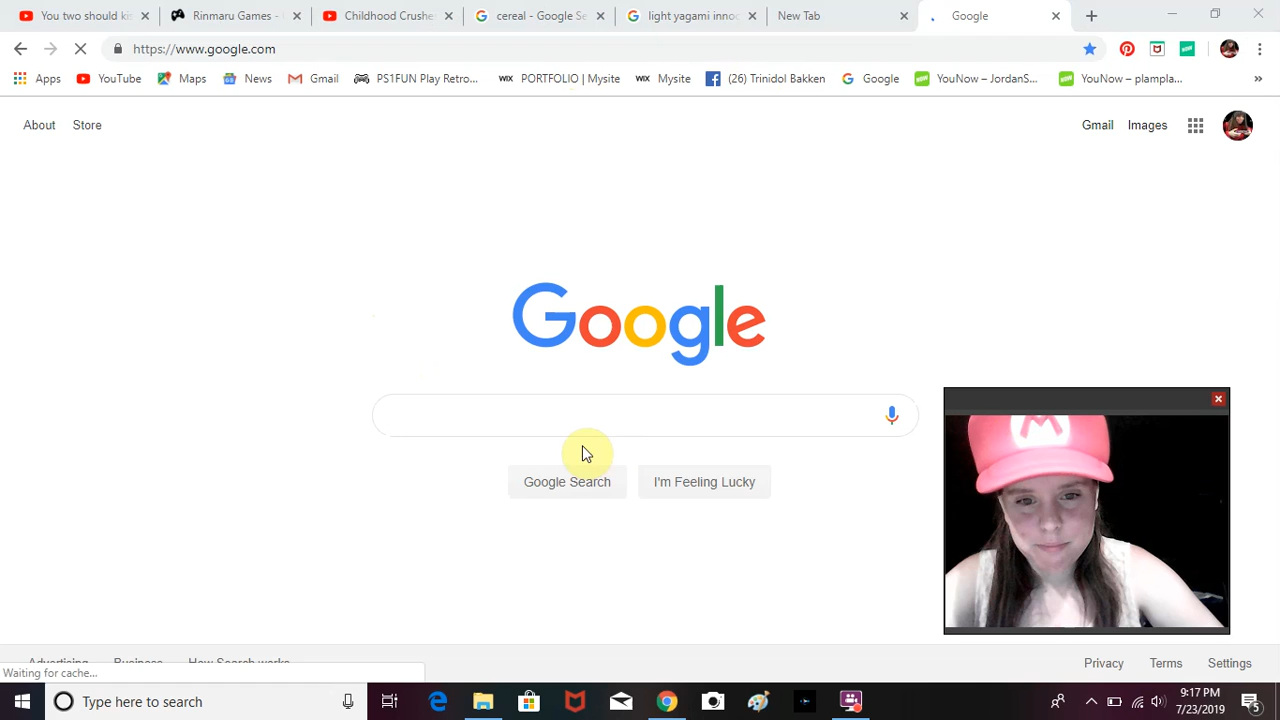 You two should ki
Rinmaru Games -
Childhood Crushe
cereal - Google Se
light yagami inno
New Tab
Google
https://www.google.com
Apps
YouTube
Maps
News
Gmail
PS1FUN Play Retro...
WIX PORTFOLIO | Mysite
WIX Mysite
(26) Trinidol Bakken
Google
YouNow – JordanS...
YouNow – plampla...
»
About
Store
Gmail
Images
Google
M
Google Search
I'm Feeling Lucky
Advertising
Business
How Search works
Privacy
Terms
Settings
Waiting for cache...
Type here to search
9:17 PM
7/23/2019
5